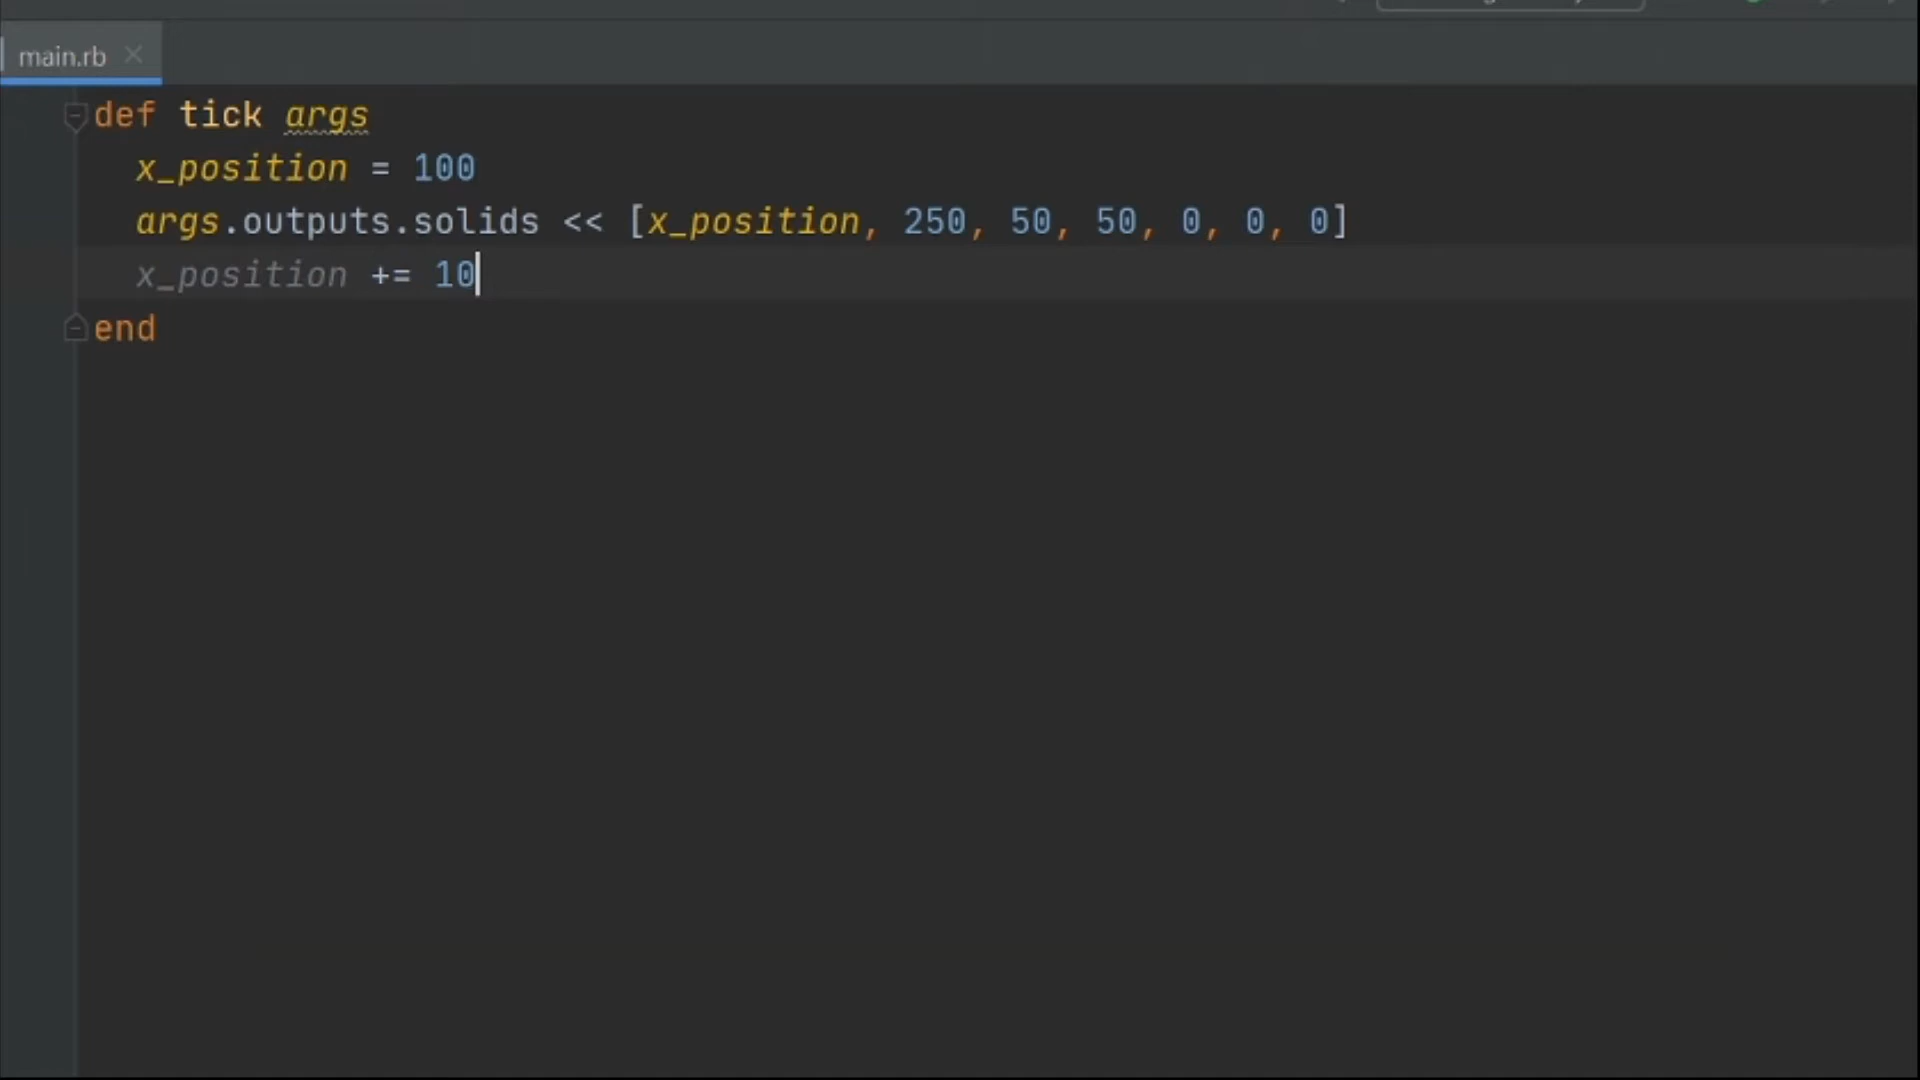 main.rb
def tick args
x_position = 100
args.outputs.solids << [x_position, 250, 50, 50, 0, 0, 0]
x_position += 10
end